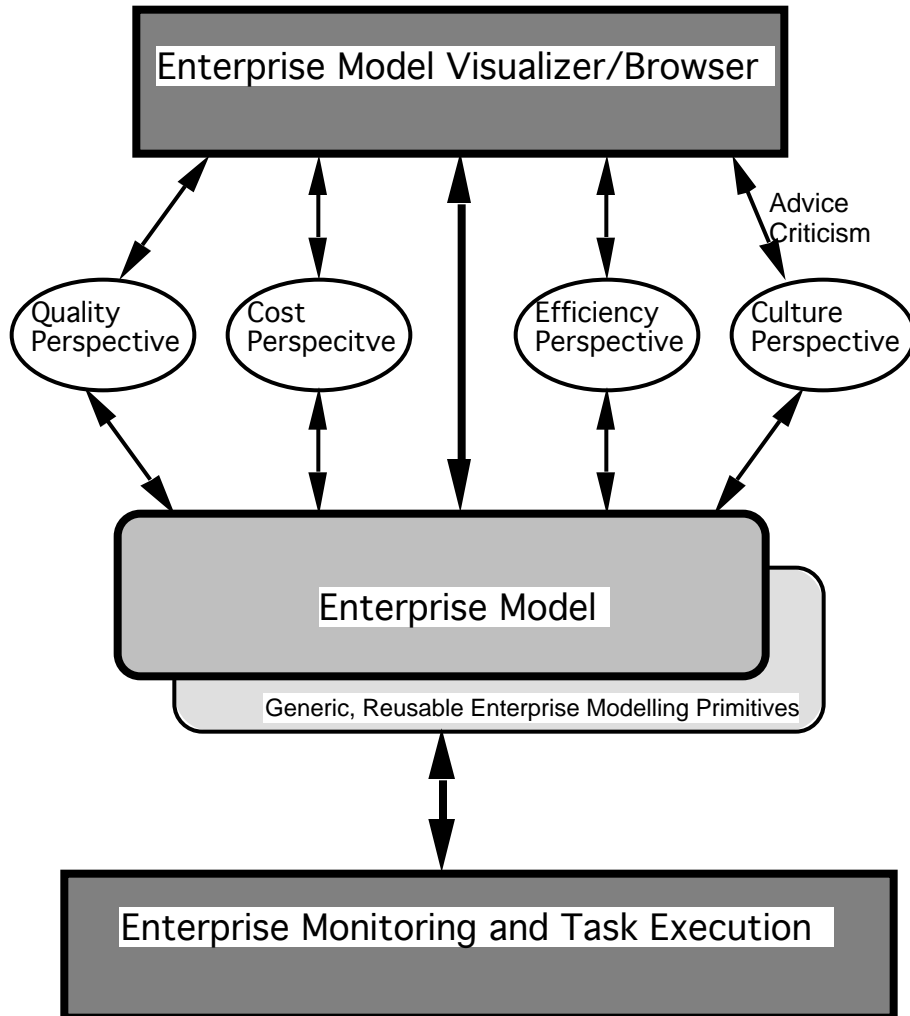 Enterprise Model Visualizer/Browser
Advice
Criticism
Quality
Perspective
Cost
Perspecitve
Efficiency
Perspective
Culture
Perspective
Enterprise Model
Generic, Reusable Enterprise Modelling Primitives
Enterprise Monitoring and Task Execution